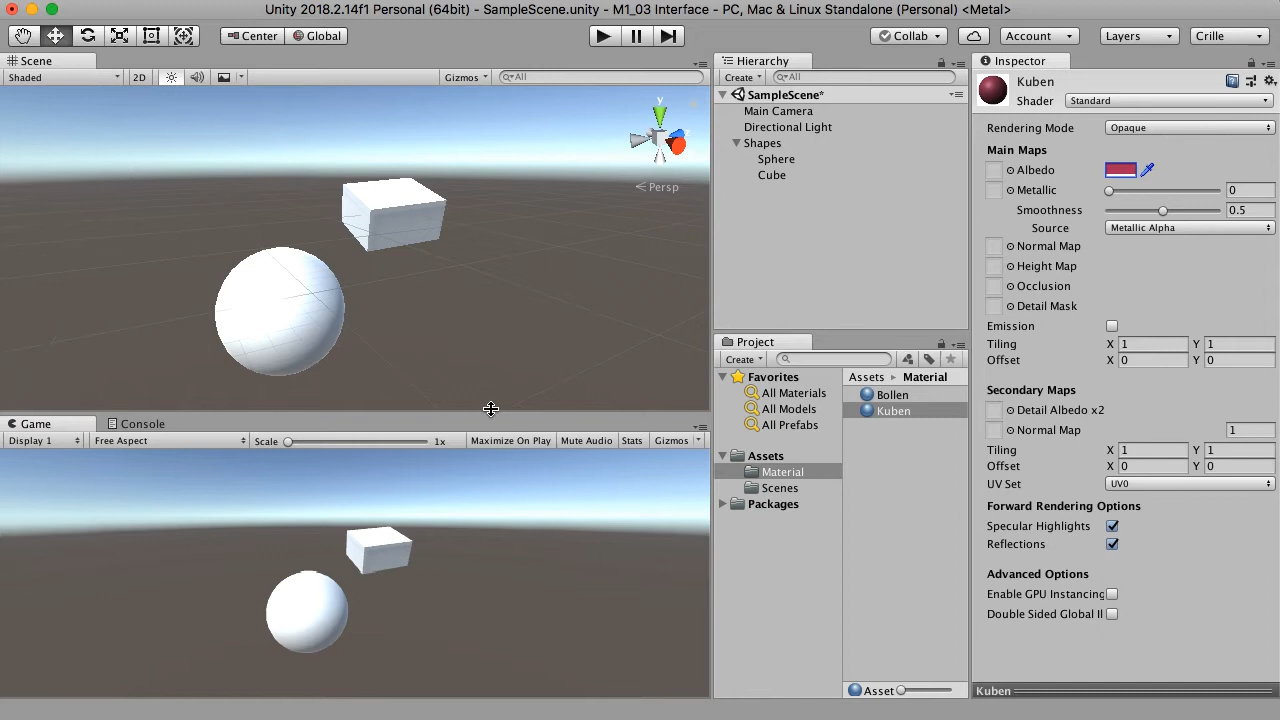 Unity 2018.2.14f1 Personal (64bit) - SampleScene.unity - M1_03 Interface - PC, Mac & Linux Standalone (Personal) <Metal>
Center Global Collab Account Layers Crille
Scene
Shaded 2D Gizmos All
y
Persp
Game Console
Display 1 Free Aspect Scale 1x Maximize On Play Mute Audio Stats Gizmos
Hierarchy
Create All
SampleScene*
Main Camera
Directional Light
Shapes
Sphere
Cube
Project
Create
Favorites
All Materials
All Models
All Prefabs
Assets
Material
Scenes
Packages
Assets Material
Bollen
Kuben
Asset
Inspector
Kuben
Shader Standard
Rendering Mode Opaque
Main Maps
Albedo
Metallic 0
Smoothness 0.5
Source Metallic Alpha
Normal Map
Height Map
Occlusion
Detail Mask
Emission
Tiling X 1 Y 1
Offset X 0 Y 0
Secondary Maps
Detail Albedo x2
Normal Map 1
Tiling X 1 Y 1
Offset X 0 Y 0
UV Set UV0
Forward Rendering Options
Specular Highlights
Reflections
Advanced Options
Enable GPU Instancing
Double Sided Global Il
Kuben